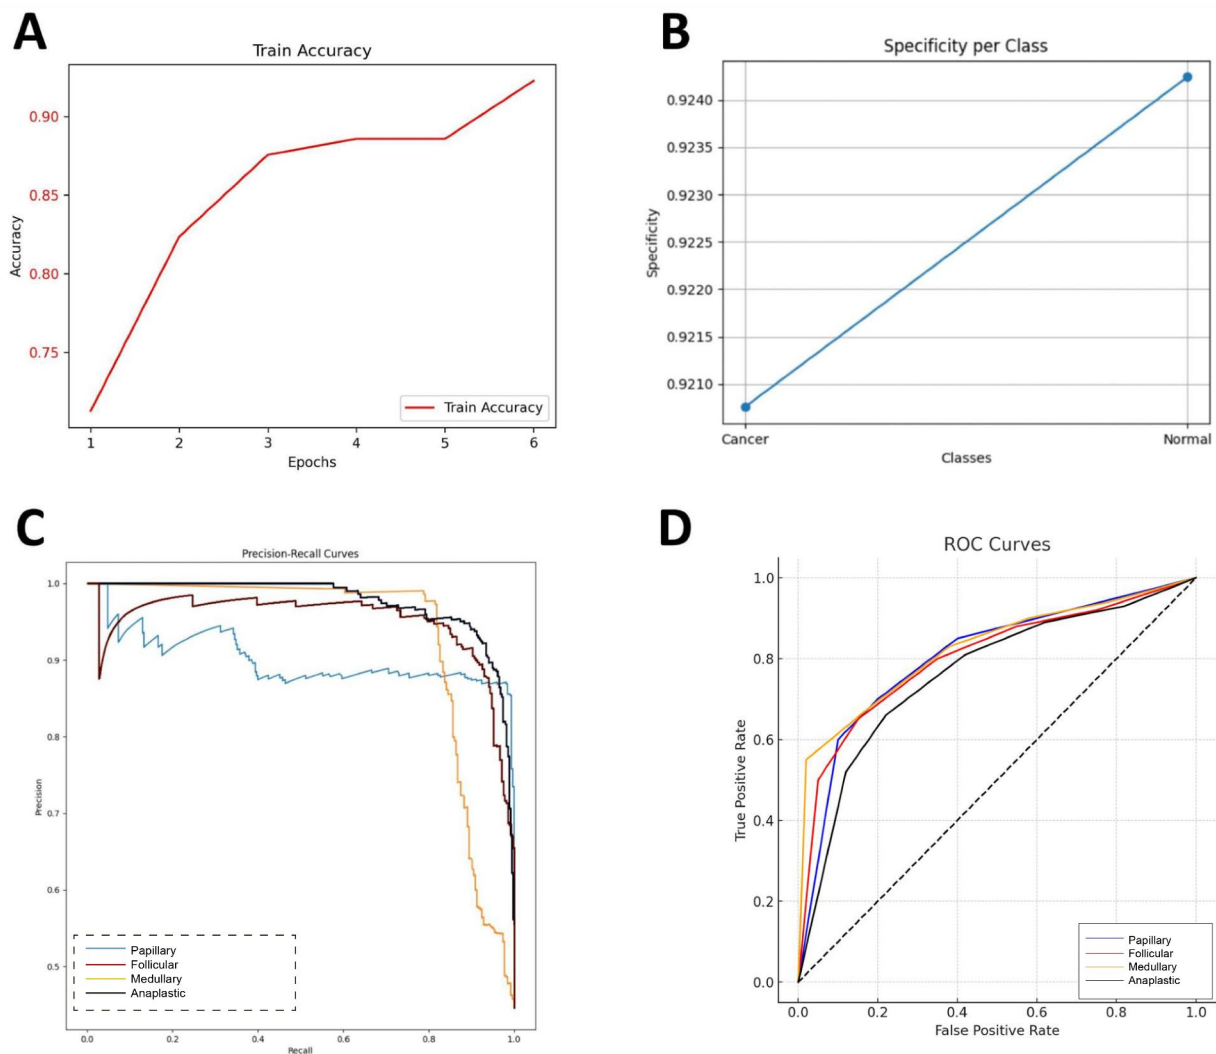 A
Train Accuracy
Accuracy
0.90
0.85
0.80
0.75
Train Accuracy
1 2 3 4 5 6
Epochs
B
Specificity per Class
Specificity
0.9240
0.9235
0.9230
0.9225
0.9220
0.9215
0.9210
Cancer Normal
Classes
C
Precision-Recall Curves
Precision
1.0
0.9
0.8
0.7
0.6
0.5
Papillary
Follicular
Medullary
Anaplastic
0.0 0.2 0.4 0.6 0.8 1.0
Recall
D
ROC Curves
True Positive Rate
1.0
0.8
0.6
0.4
0.2
0.0
Papillary
Follicular
Medullary
Anaplastic
0.0 0.2 0.4 0.6 0.8 1.0
False Positive Rate